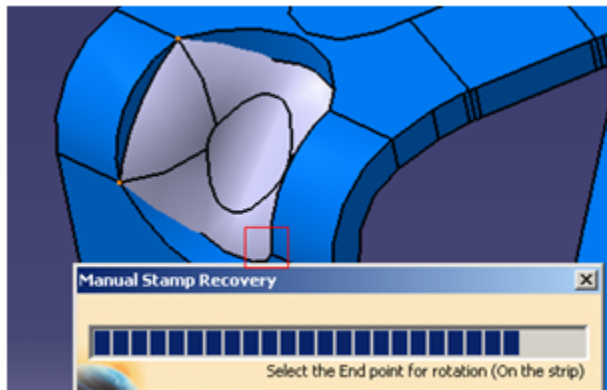 Manual Stamp Recovery
Select the End point for rotation (On the strip)